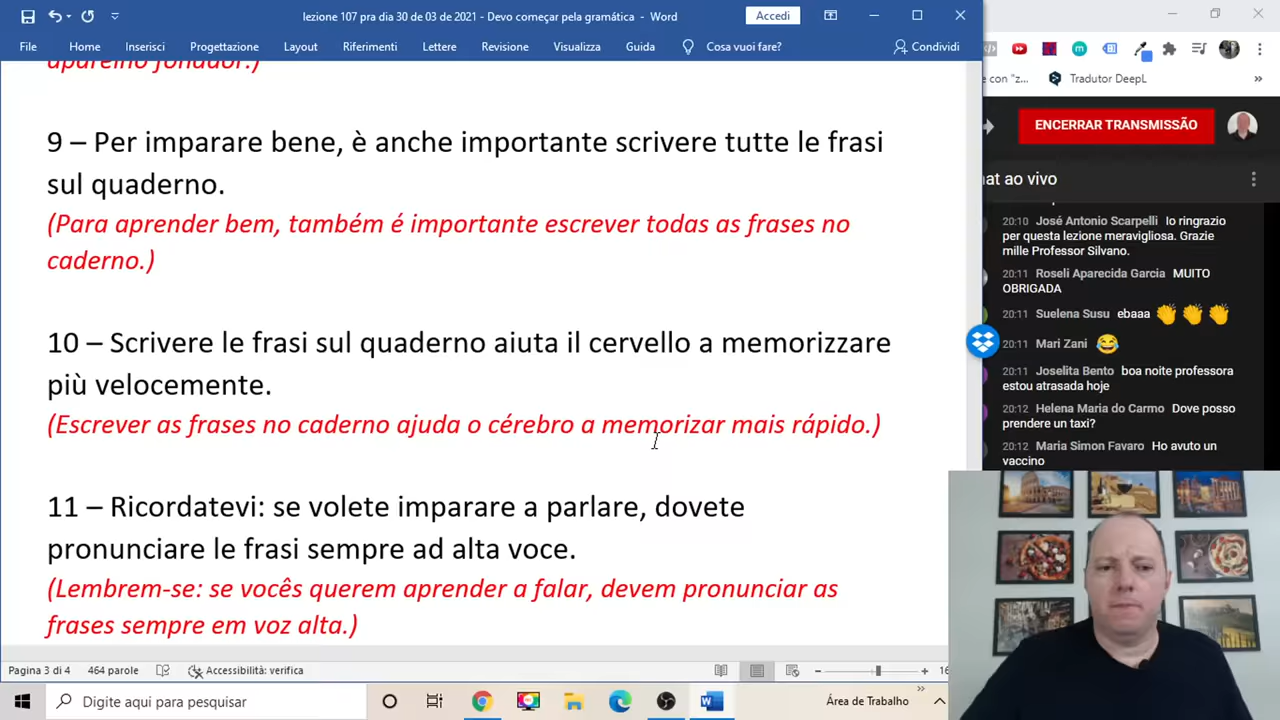 lezione 107 pra dia 30 de 03 de 2021 - Devo começar pela gramática - Word
Accedi
File Home Inserisci Progettazione Layout Riferimenti Lettere Revisione Visualizza Guida Cosa vuoi fare? Condividi
aparelho fonador.)
9 – Per imparare bene, è anche importante scrivere tutte le frasi
sul quaderno.
(Para aprender bem, também é importante escrever todas as frases no
caderno.)
10 – Scrivere le frasi sul quaderno aiuta il cervello a memorizzare
più velocemente.
(Escrever as frases no caderno ajuda o cérebro a memorizar mais rápido.)
11 – Ricordatevi: se volete imparare a parlare, dovete
pronunciare le frasi sempre ad alta voce.
(Lembrem-se: se vocês querem aprender a falar, devem pronunciar as
frases sempre em voz alta.)
Pagina 3 di 4 464 parole Accessibilità: verifica 16
Digite aqui para pesquisar
Área de Trabalho
e con "z... Tradutor DeepL
ENCERRAR TRANSMISSÃO
at ao vivo
20:10 José Antonio Scarpelli Io ringrazio
per questa lezione meravigliosa. Grazie
mille Professor Silvano.
20:11 Roseli Aparecida Garcia MUITO
OBRIGADA
20:11 Suelena Susu ebaaa 👏👏👏
20:11 Mari Zani 😂
20:11 Joselita Bento boa noite professora
estou atrasada hoje
20:12 Helena Maria do Carmo Dove posso
prendere un taxi?
20:12 Maria Simon Favaro Ho avuto un
vaccino